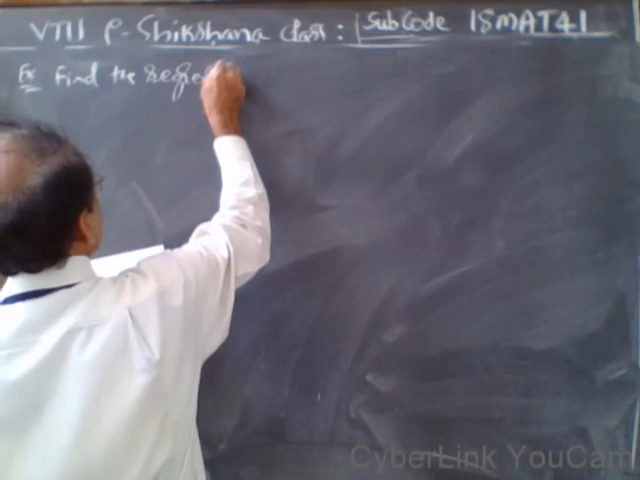 VTU e-Shikshana class: Sub Code 18MAT41
Ex Find the regre
CyberLink YouCam